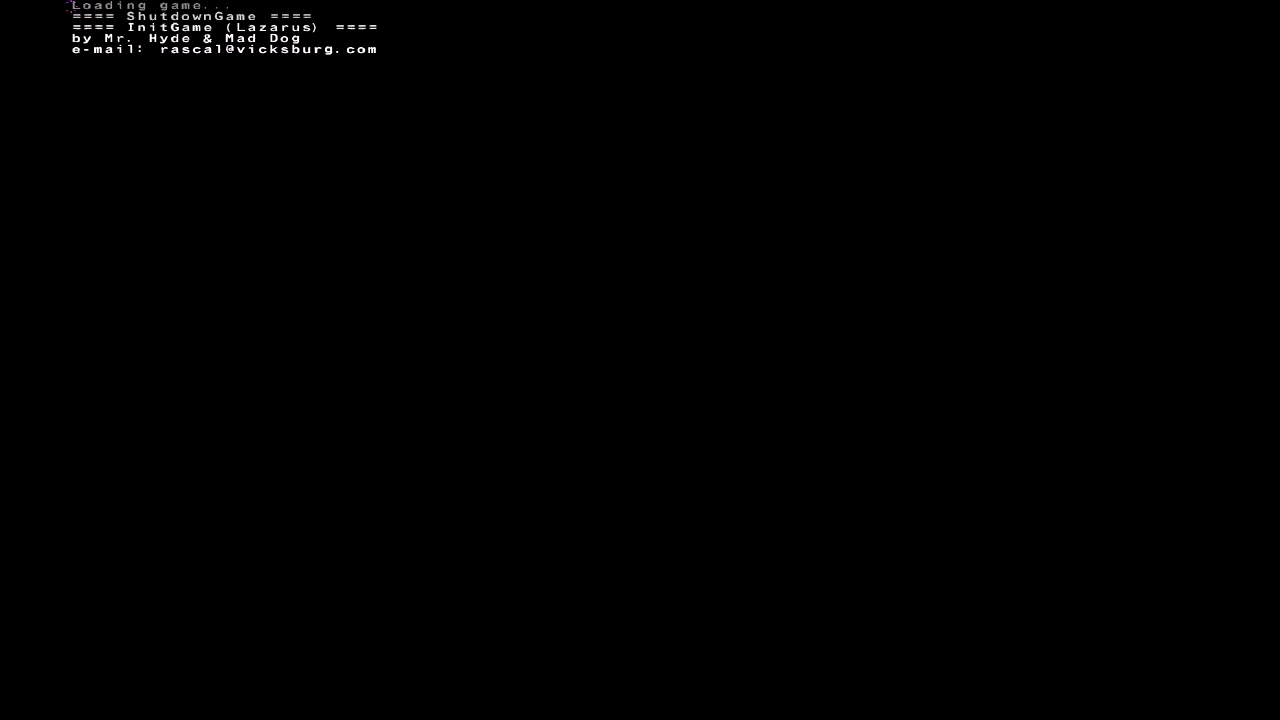 Loading game...
==== ShutdownGame ====
==== InitGame (Lazarus) ====
by Mr. Hyde & Mad Dog
e-mail: rascal@vicksburg.com